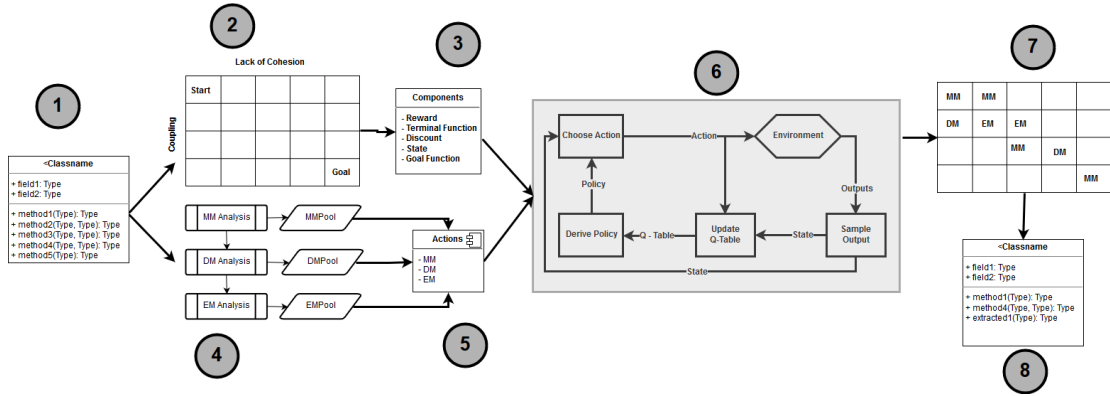 1
<Classname
+ field1: Type
+ field2: Type
+ method1(Type): Type
+ method2(Type, Type): Type
+ method3(Type, Type): Type
+ method4(Type, Type): Type
+ method5(Type): Type
2
Lack of Cohesion
Coupling
Start
Goal
3
Components
- Reward
- Terminal Function
- Discount
- State
- Goal Function
MM Analysis
MMPool
DM Analysis
DMPool
EM Analysis
EMPool
4
Actions
- MM
- DM
- EM
5
6
Choose Action
Action
Environment
Policy
Outputs
Derive Policy
Q - Table
Update
Q-Table
State
Sample
Output
State
7
MM MM
DM EM EM
MM DM
MM
<Classname
+ field1: Type
+ field2: Type
+ method1(Type): Type
+ method4(Type, Type): Type
+ extracted1(Type): Type
8